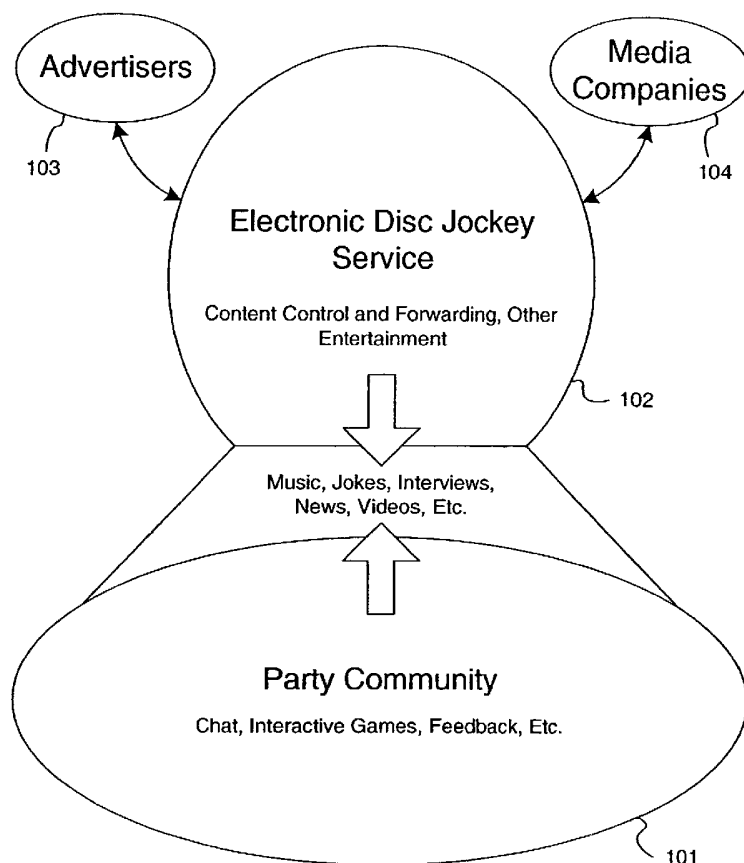 Advertisers
103
Media
Companies
104
Electronic Disc Jockey
Service
Content Control and Forwarding, Other
Entertainment
102
Music, Jokes, Interviews,
News, Videos, Etc.
Party Community
Chat, Interactive Games, Feedback, Etc.
101